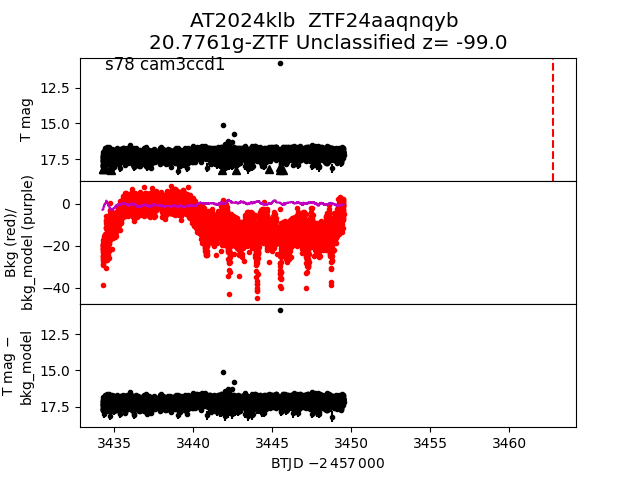 AT2024klb  ZTF24aaqnqyb
20.7761g-ZTF Unclassified z= -99.0
s78 cam3ccd1
12.5
15.0
17.5
T mag
0
−20
−40
Bkg (red)/
bkg_model (purple)
12.5
15.0
17.5
T mag −
bkg_model
3435 3440 3445 3450 3455 3460
BTJD −2 457 000